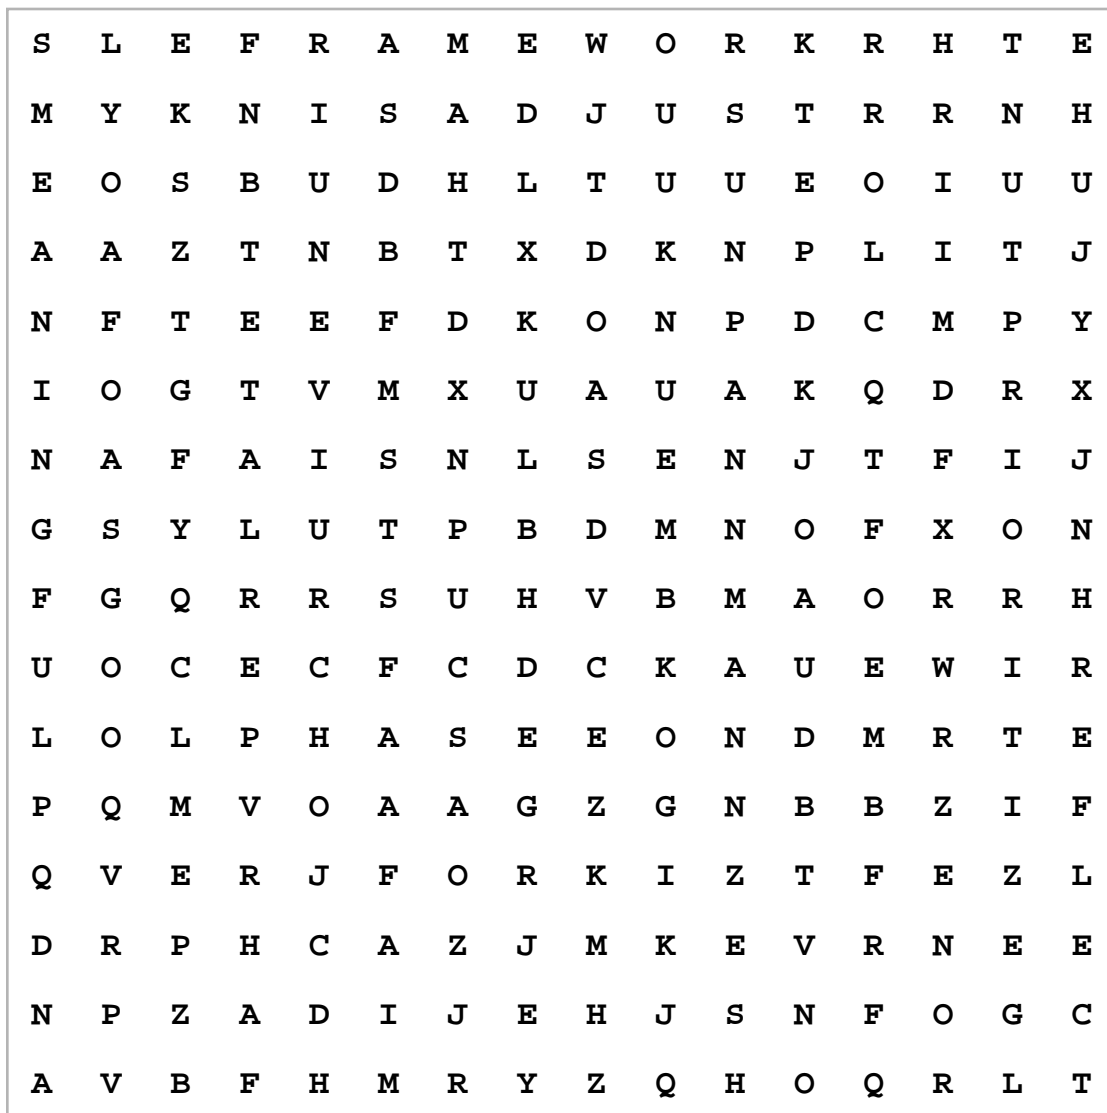 S L E F R A M E W O R K R H T E
M Y K N I S A D J U S T R R N H
E O S B U D H L T U U E O I U U
A A Z T N B T X D K N P L I T J
N F T E E F D K O N P D C M P Y
I O G T V M X U A U A K Q D R X
N A F A I S N L S E N J T F I J
G S Y L U T P B D M N O F X O N
F G Q R R S U H V B M A O R R H
U O C E C F C D C K A U E W I R
L O L P H A S E E O N D M R T E
P Q M V O A A G Z G N B B Z I F
Q V E R J F O R K I Z T F E Z L
D R P H C A Z J M K E V R N E E
N P Z A D I J E H J S N F O G C
A V B F H M R Y Z Q H O Q R L T